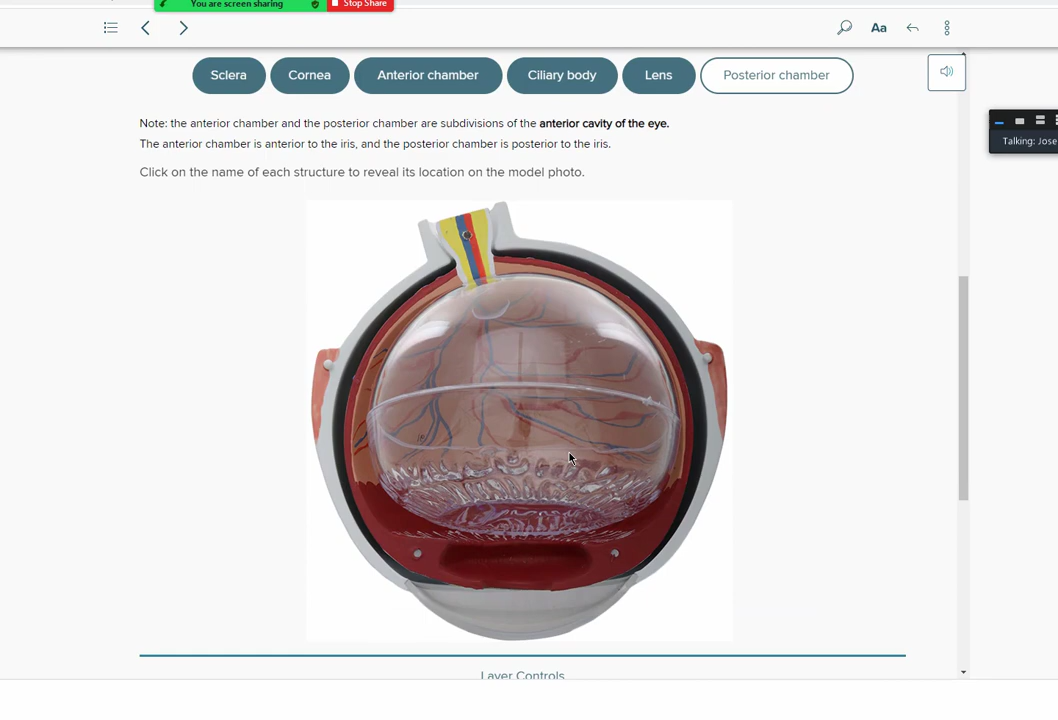 You are screen sharing Stop Share
Aa
Sclera Cornea Anterior chamber Ciliary body Lens Posterior chamber
Note: the anterior chamber and the posterior chamber are subdivisions of the anterior cavity of the eye.
Talking: Jose
The anterior chamber is anterior to the iris, and the posterior chamber is posterior to the iris.
Click on the name of each structure to reveal its location on the model photo.
18
Layer Controls